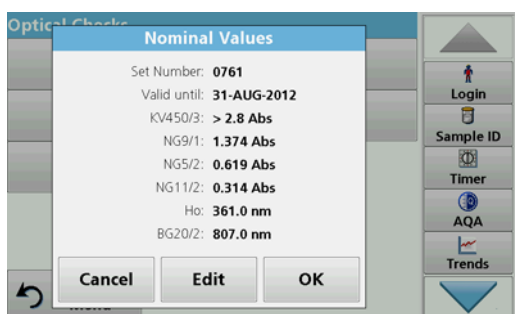 Optical Checks
Nominal Values
Set Number: 0761
Valid until: 31-AUG-2012
KV450/3: > 2.8 Abs
NG9/1: 1.374 Abs
NG5/2: 0.619 Abs
NG11/2: 0.314 Abs
Ho: 361.0 nm
BG20/2: 807.0 nm
Cancel Edit OK
Menu
Login
Sample ID
Timer
AQA
Trends